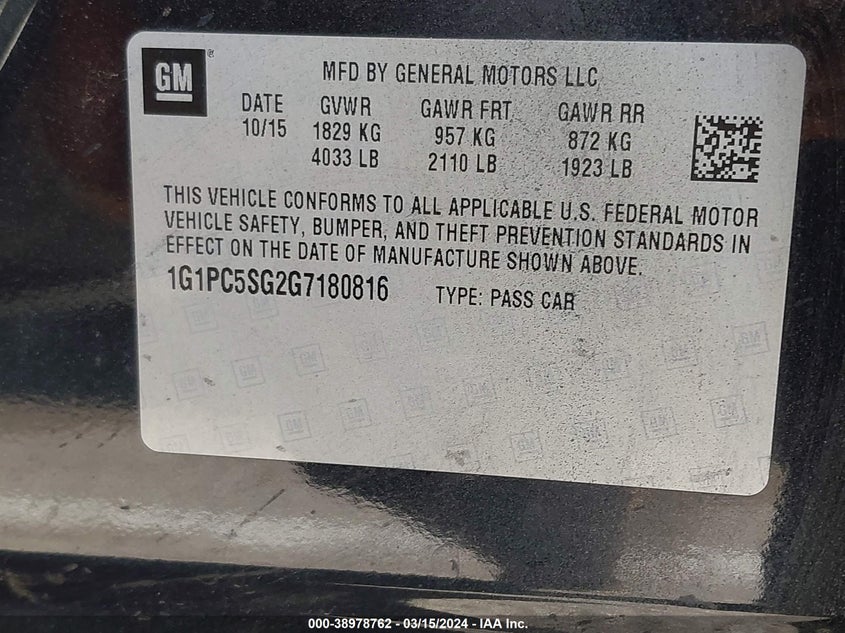 GM®
MFD BY GENERAL MOTORS LLC
DATE GVWR GAWR FRT. GAWR RR
10/15 1829 KG 957 KG 872 KG
4033 LB 2110 LB 1923 LB
THIS VEHICLE CONFORMS TO ALL APPLICABLE U.S. FEDERAL MOTOR
VEHICLE SAFETY, BUMPER, AND THEFT PREVENTION STANDARDS IN
EFFECT ON THE DATE OF MANUFACTURE SHOWN ABOVE.
1G1PC5SG2G7180816 TYPE: PASS CAR
000-38978762 - 03/15/2024 - IAA Inc.